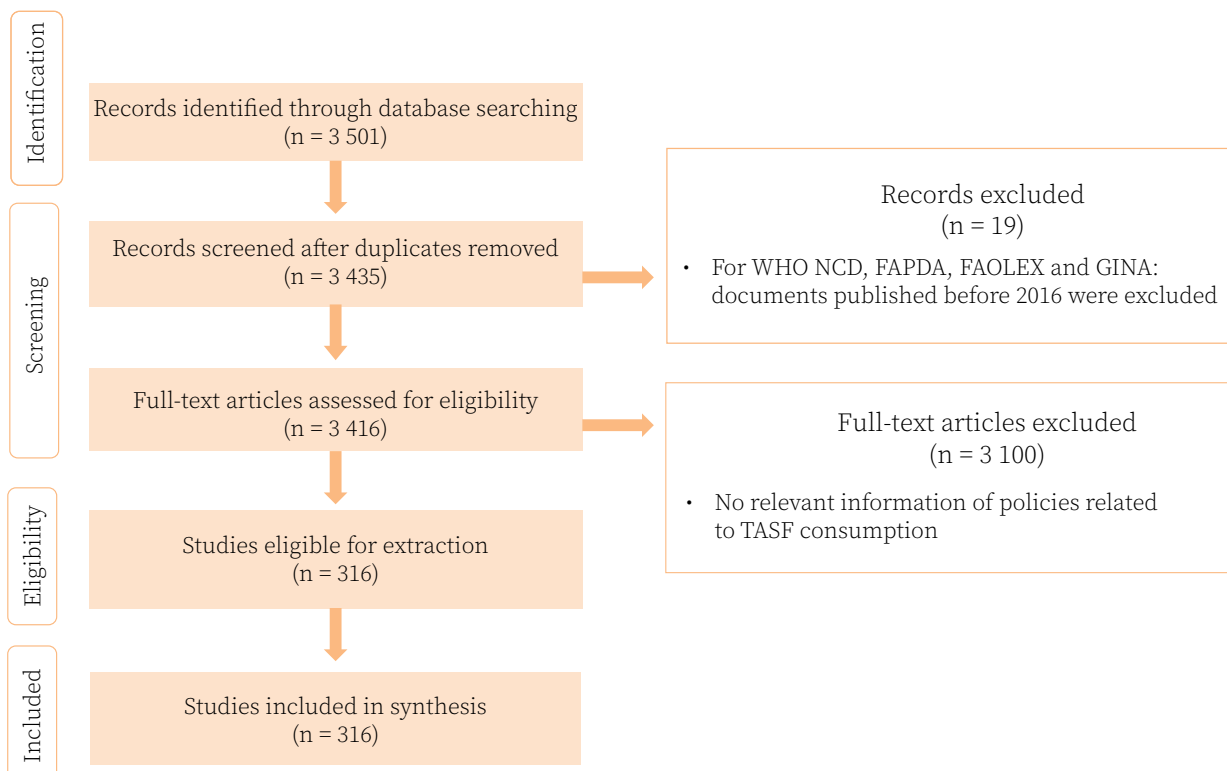 Identification
Records identified through database searching
(n = 3 501)
Screening
Records screened after duplicates removed
(n = 3 435)
Records excluded
(n = 19)
• For WHO NCD, FAPDA, FAOLEX and GINA:
documents published before 2016 were excluded
Full-text articles assessed for eligibility
(n = 3 416)
Full-text articles excluded
(n = 3 100)
• No relevant information of policies related
to TASF consumption
Eligibility
Studies eligible for extraction
(n = 316)
Included
Studies included in synthesis
(n = 316)